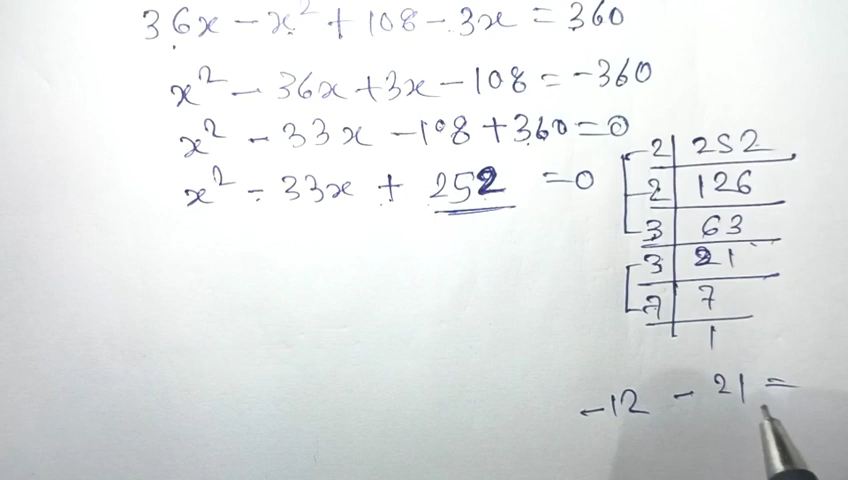 36x - x² + 108 - 3x = 360
x² - 36x + 3x - 108 = -360
x² - 33x - 108 + 360 = 0
x² - 33x + 252 = 0
2 | 252
2 | 126
3 | 63
3 | 21
7 | 7
1
-12 - 21 =